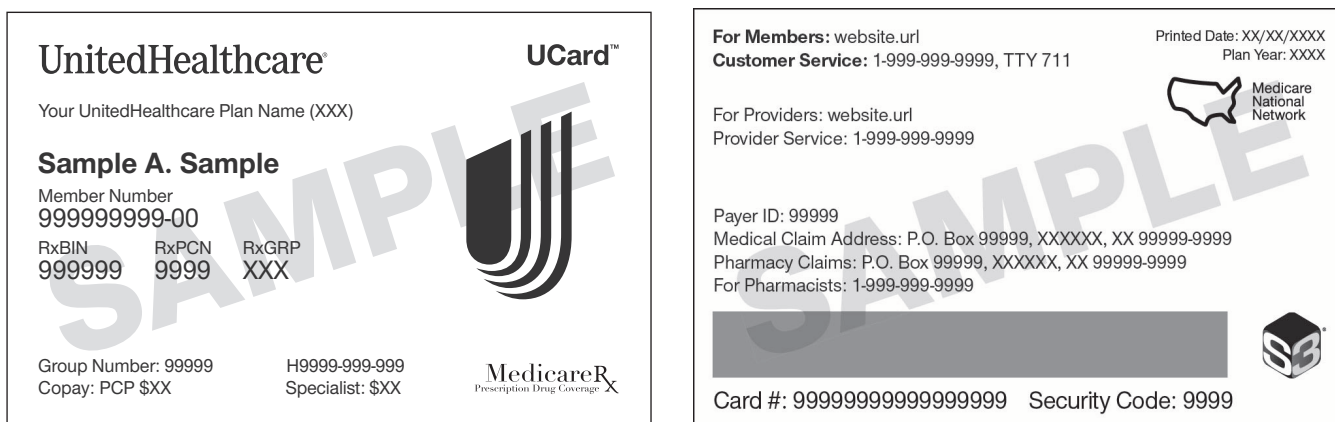 UnitedHealthcare®
UCard™
Your UnitedHealthcare Plan Name (XXX)
Sample A. Sample
Member Number
999999999-00
RxBIN RxPCN RxGRP
999999 9999 XXX
Group Number: 99999 H9999-999-999
Copay: PCP $XX Specialist: $XX
MedicareRx
Prescription Drug Coverage
SAMPLE
For Members: website.url
Customer Service: 1-999-999-9999, TTY 711
Printed Date: XX/XX/XXXX
Plan Year: XXXX
Medicare
National
Network
For Providers: website.url
Provider Service: 1-999-999-9999
Payer ID: 99999
Medical Claim Address: P.O. Box 99999, XXXXXX, XX 99999-9999
Pharmacy Claims: P.O. Box 99999, XXXXXX, XX 99999-9999
For Pharmacists: 1-999-999-9999
S3
Card #: 99999999999999999 Security Code: 9999
SAMPLE